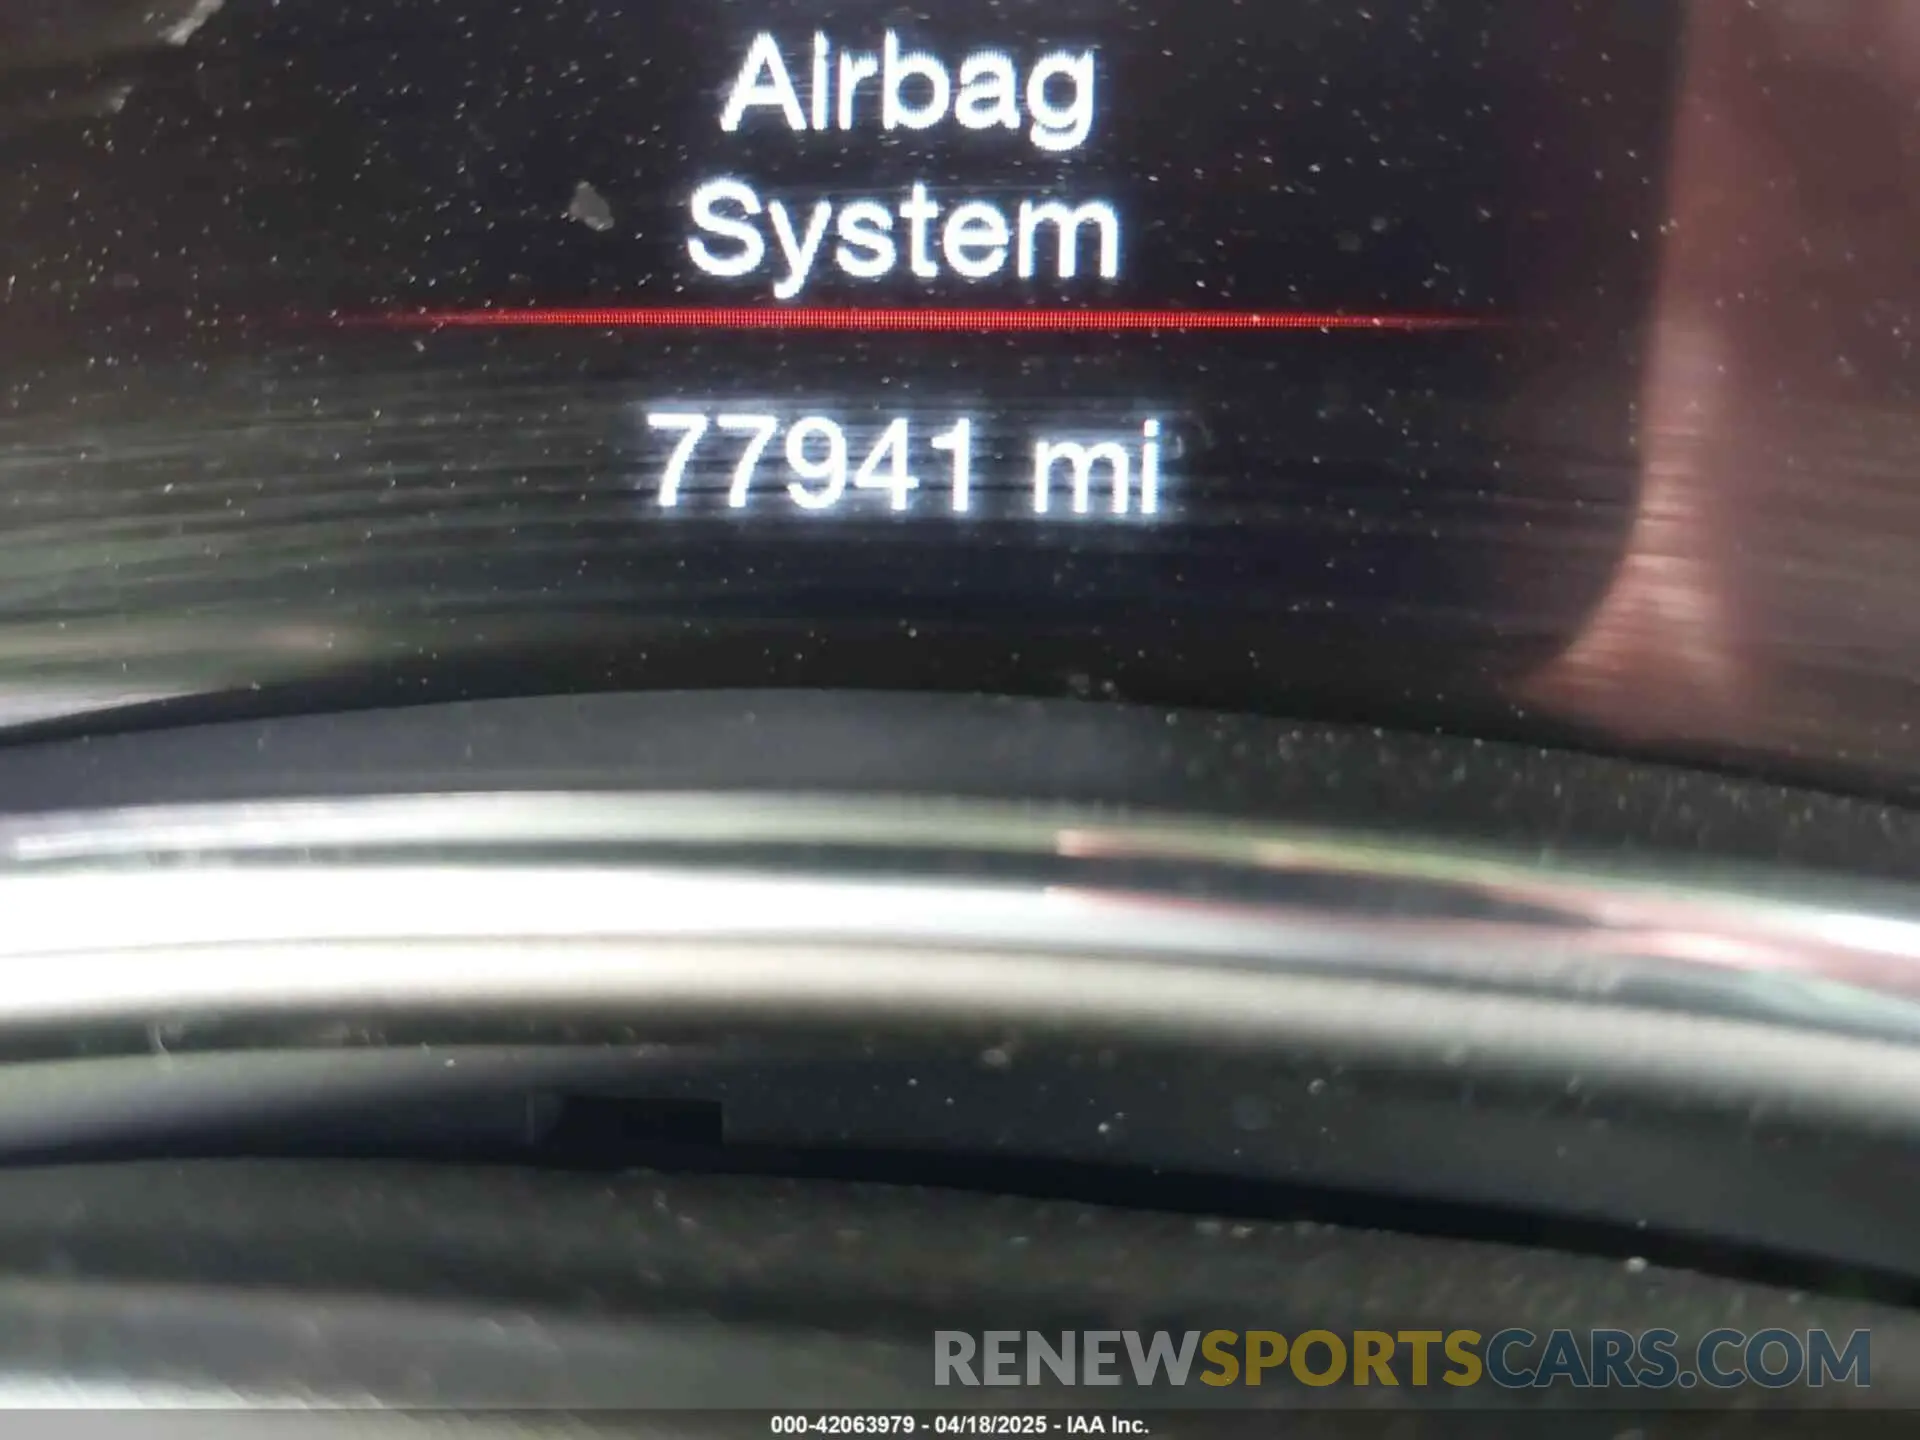 Airbag
System
77941 mi
RENEWSPORTSCARS.COM
000-42063979 - 04/18/2025 - IAA Inc.